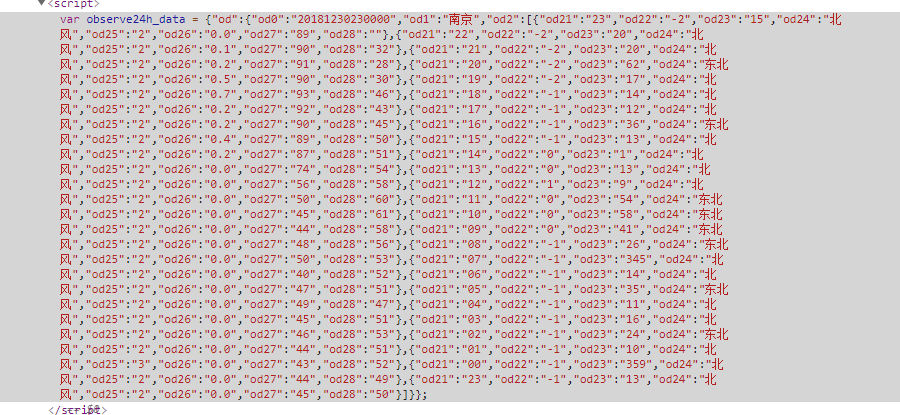 <script>
var observe24h_data = {"od":{"od0":"20181230230000","od1":"南京","od2":[{"od21":"23","od22":"-2","od23":"15","od24":"北
风","od25":"2","od26":"0.0","od27":"89","od28":""},{"od21":"22","od22":"-2","od23":"20","od24":"北
风","od25":"2","od26":"0.1","od27":"90","od28":"32"},{"od21":"21","od22":"-2","od23":"20","od24":"北
风","od25":"2","od26":"0.2","od27":"91","od28":"28"},{"od21":"20","od22":"-2","od23":"62","od24":"东北
风","od25":"2","od26":"0.5","od27":"90","od28":"30"},{"od21":"19","od22":"-2","od23":"17","od24":"北
风","od25":"2","od26":"0.7","od27":"93","od28":"46"},{"od21":"18","od22":"-1","od23":"14","od24":"北
风","od25":"2","od26":"0.2","od27":"92","od28":"43"},{"od21":"17","od22":"-1","od23":"12","od24":"北
风","od25":"2","od26":"0.2","od27":"90","od28":"45"},{"od21":"16","od22":"-1","od23":"36","od24":"东北
风","od25":"2","od26":"0.4","od27":"89","od28":"50"},{"od21":"15","od22":"-1","od23":"13","od24":"北
风","od25":"2","od26":"0.2","od27":"87","od28":"51"},{"od21":"14","od22":"0","od23":"1","od24":"北
风","od25":"2","od26":"0.0","od27":"74","od28":"54"},{"od21":"13","od22":"0","od23":"13","od24":"北
风","od25":"2","od26":"0.0","od27":"56","od28":"58"},{"od21":"12","od22":"1","od23":"9","od24":"北
风","od25":"2","od26":"0.0","od27":"50","od28":"60"},{"od21":"11","od22":"0","od23":"54","od24":"东北
风","od25":"2","od26":"0.0","od27":"45","od28":"61"},{"od21":"10","od22":"0","od23":"58","od24":"东北
风","od25":"2","od26":"0.0","od27":"44","od28":"58"},{"od21":"09","od22":"0","od23":"41","od24":"东北
风","od25":"2","od26":"0.0","od27":"48","od28":"56"},{"od21":"08","od22":"-1","od23":"26","od24":"东北
风","od25":"2","od26":"0.0","od27":"50","od28":"53"},{"od21":"07","od22":"-1","od23":"345","od24":"北
风","od25":"2","od26":"0.0","od27":"40","od28":"52"},{"od21":"06","od22":"-1","od23":"14","od24":"北
风","od25":"2","od26":"0.0","od27":"47","od28":"51"},{"od21":"05","od22":"-1","od23":"35","od24":"东北
风","od25":"2","od26":"0.0","od27":"49","od28":"47"},{"od21":"04","od22":"-1","od23":"11","od24":"北
风","od25":"2","od26":"0.0","od27":"45","od28":"51"},{"od21":"03","od22":"-1","od23":"16","od24":"北
风","od25":"2","od26":"0.0","od27":"46","od28":"53"},{"od21":"02","od22":"-1","od23":"24","od24":"东北
风","od25":"2","od26":"0.0","od27":"44","od28":"51"},{"od21":"01","od22":"-1","od23":"10","od24":"北
风","od25":"3","od26":"0.0","od27":"43","od28":"52"},{"od21":"00","od22":"-1","od23":"359","od24":"北
风","od25":"2","od26":"0.0","od27":"44","od28":"49"},{"od21":"23","od22":"-1","od23":"13","od24":"北
风","od25":"2","od26":"0.0","od27":"45","od28":"50"}]}};
</script>